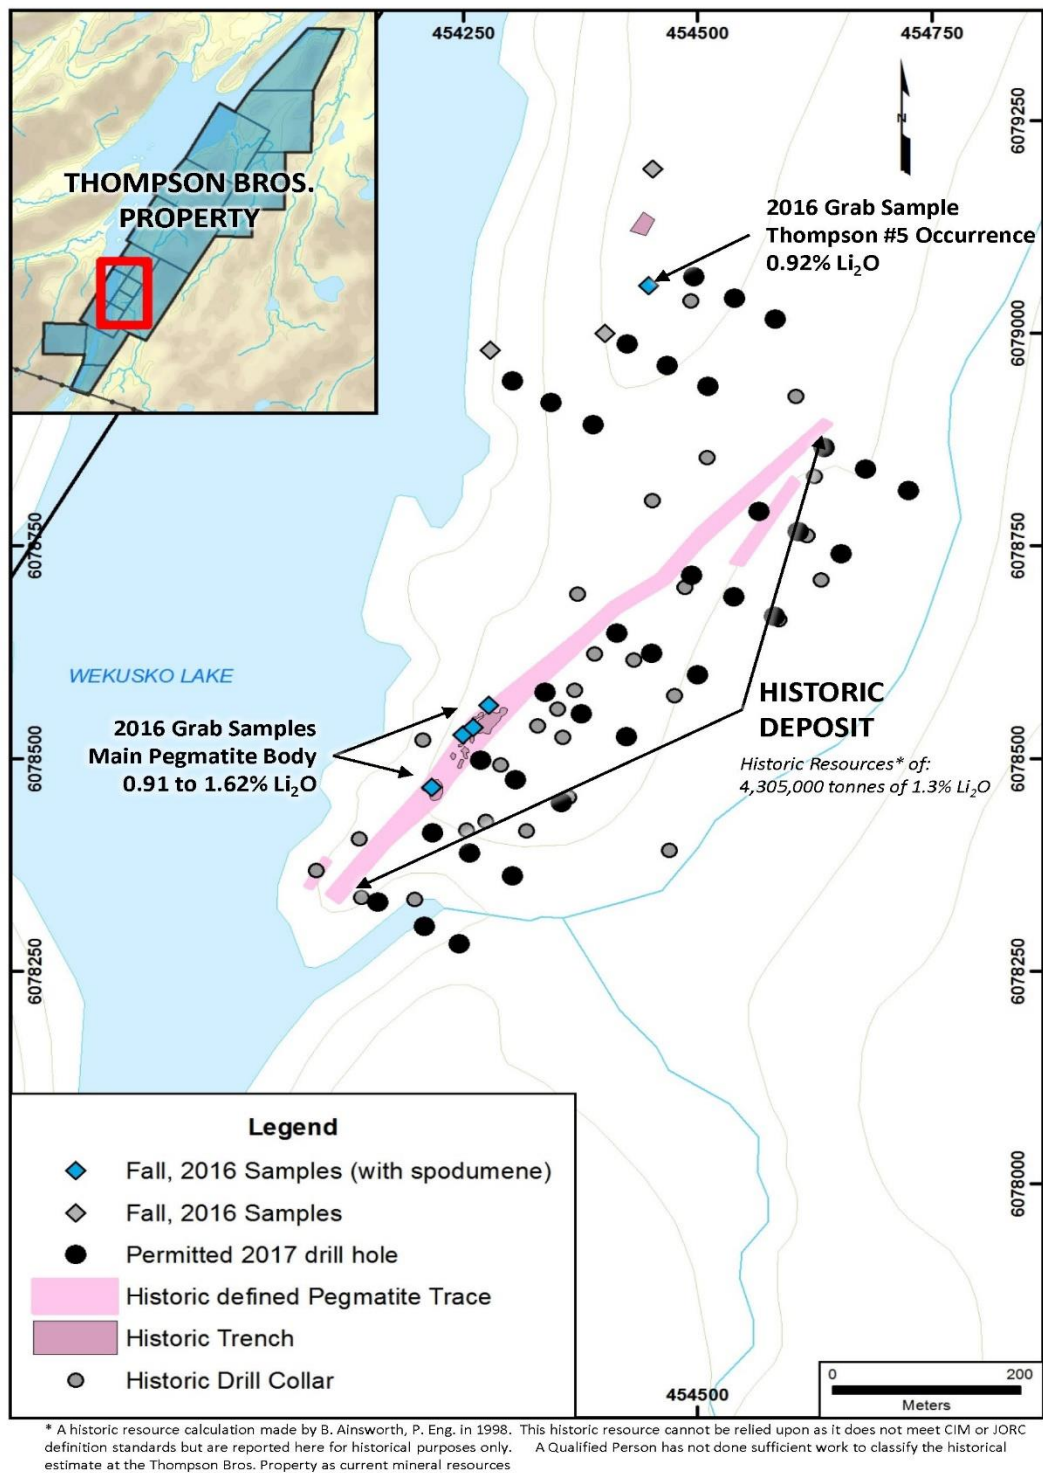 454250
454500
454750
THOMPSON BROS.
PROPERTY
N
6079250
2016 Grab Sample
Thompson #5 Occurrence
0.92% Li₂O
6079000
6078750
6078750
WEKUSKO LAKE
2016 Grab Samples
Main Pegmatite Body
0.91 to 1.62% Li₂O
HISTORIC
DEPOSIT
Historic Resources* of:
4,305,000 tonnes of 1.3% Li₂O
6078500
6078500
6078250
6078250
6078000
Legend
Fall, 2016 Samples (with spodumene)
Fall, 2016 Samples
Permitted 2017 drill hole
Historic defined Pegmatite Trace
Historic Trench
Historic Drill Collar
454500
0 200
Meters
* A historic resource calculation made by B. Ainsworth, P. Eng. in 1998. This historic resource cannot be relied upon as it does not meet CIM or JORC
definition standards but are reported here for historical purposes only. A Qualified Person has not done sufficient work to classify the historical
estimate at the Thompson Bros. Property as current mineral resources